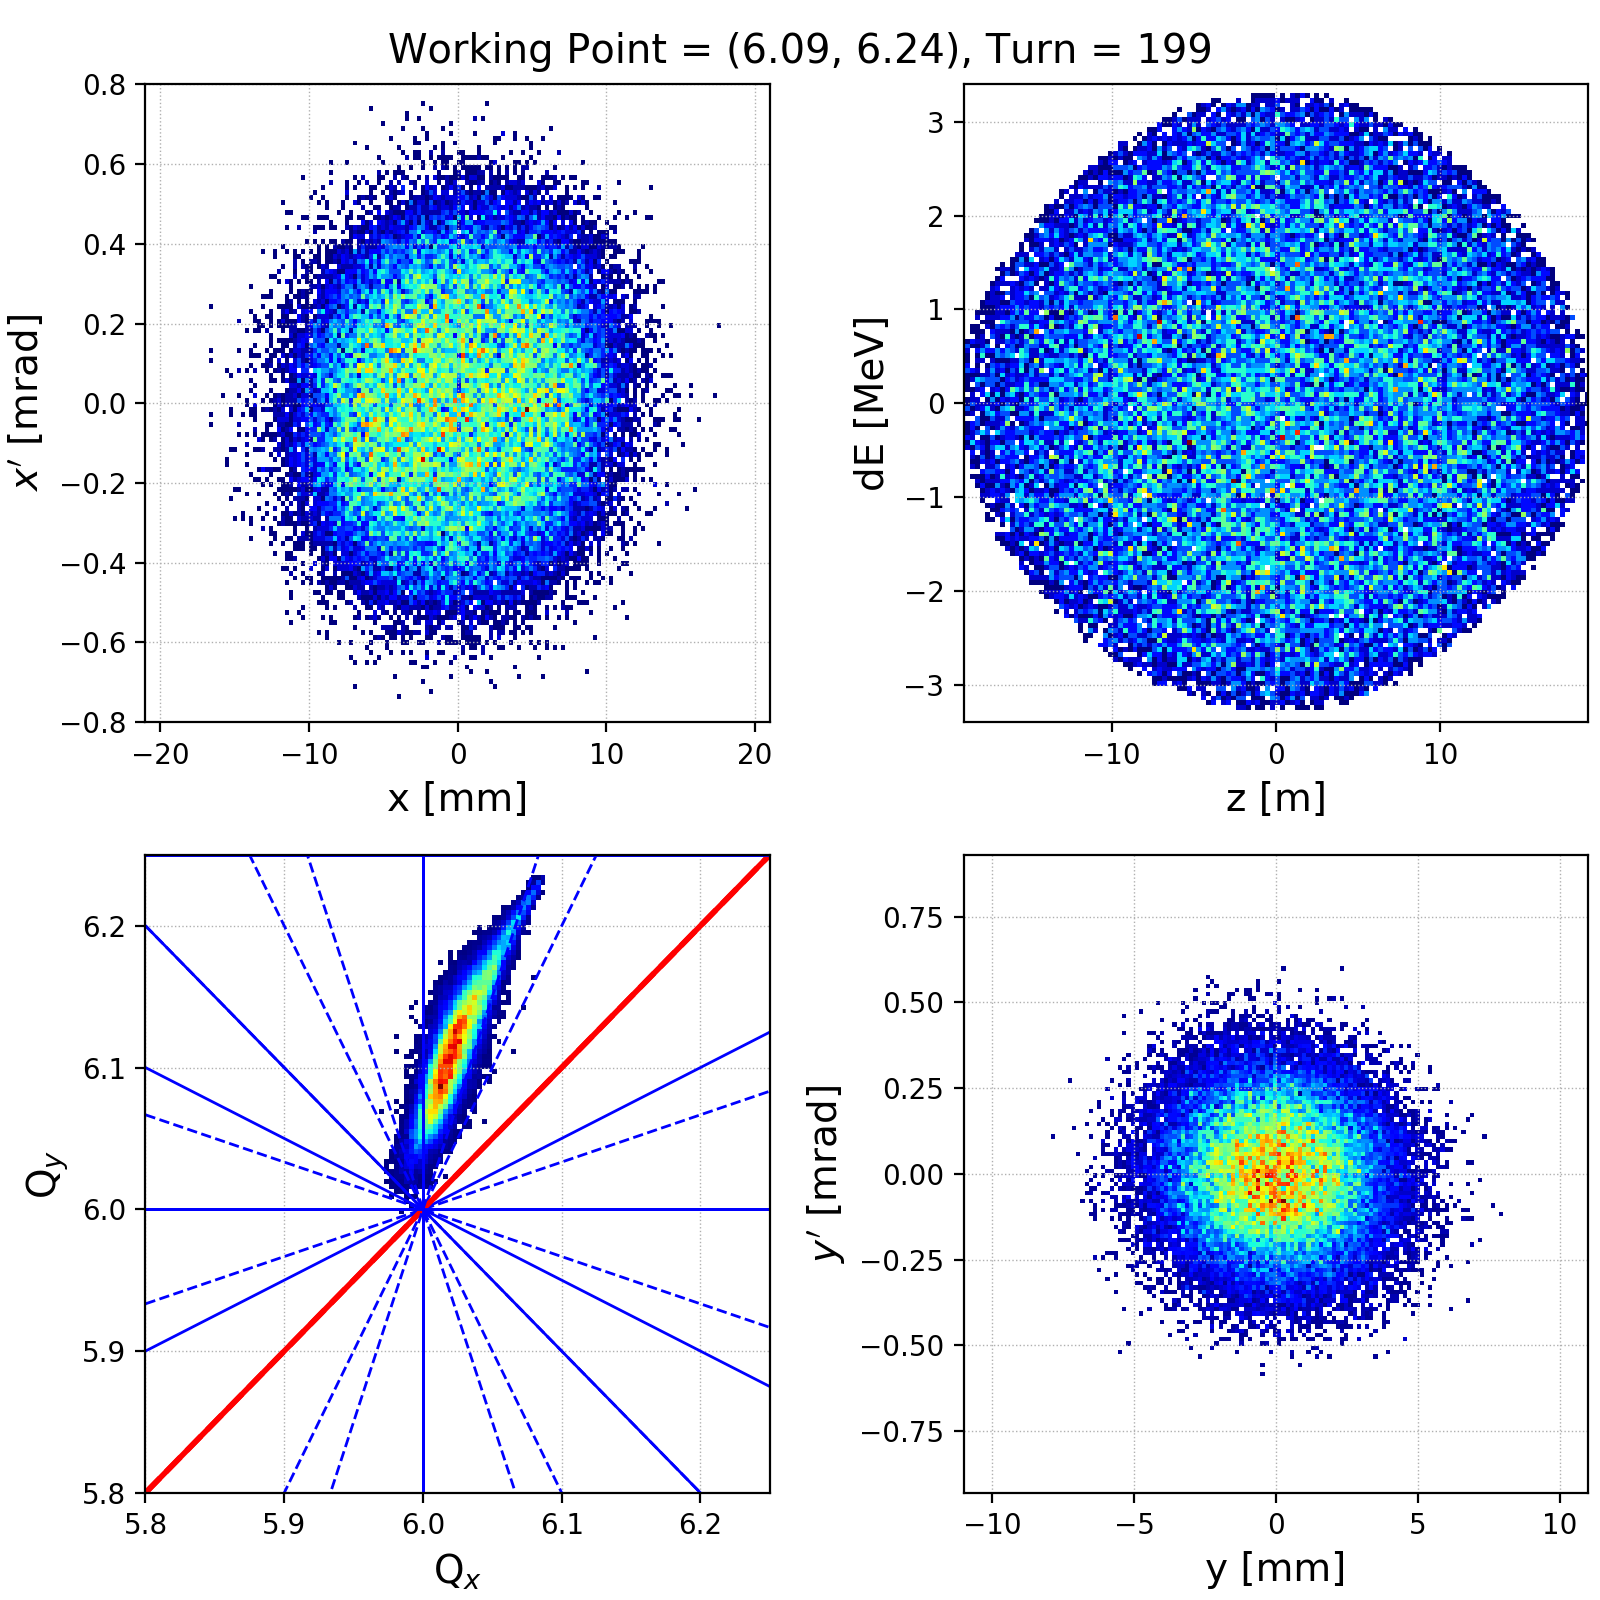 Working Point = (6.09, 6.24), Turn = 199
0.8
0.6
0.4
0.2
0.0
−0.2
−0.4
−0.6
−0.8
x′ [mrad]
−20 −10 0 10 20
x [mm]
3
2
1
0
−1
−2
−3
dE [MeV]
−10 0 10
z [m]
6.2
6.1
6.0
5.9
5.8
Qy
5.8 5.9 6.0 6.1 6.2
Qx
0.75
0.50
0.25
0.00
−0.25
−0.50
−0.75
y′ [mrad]
−10 −5 0 5 10
y [mm]